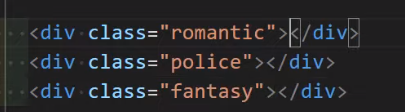 <div class="romantic"></div>
<div class="police"></div>
<div class="fantasy"></div>